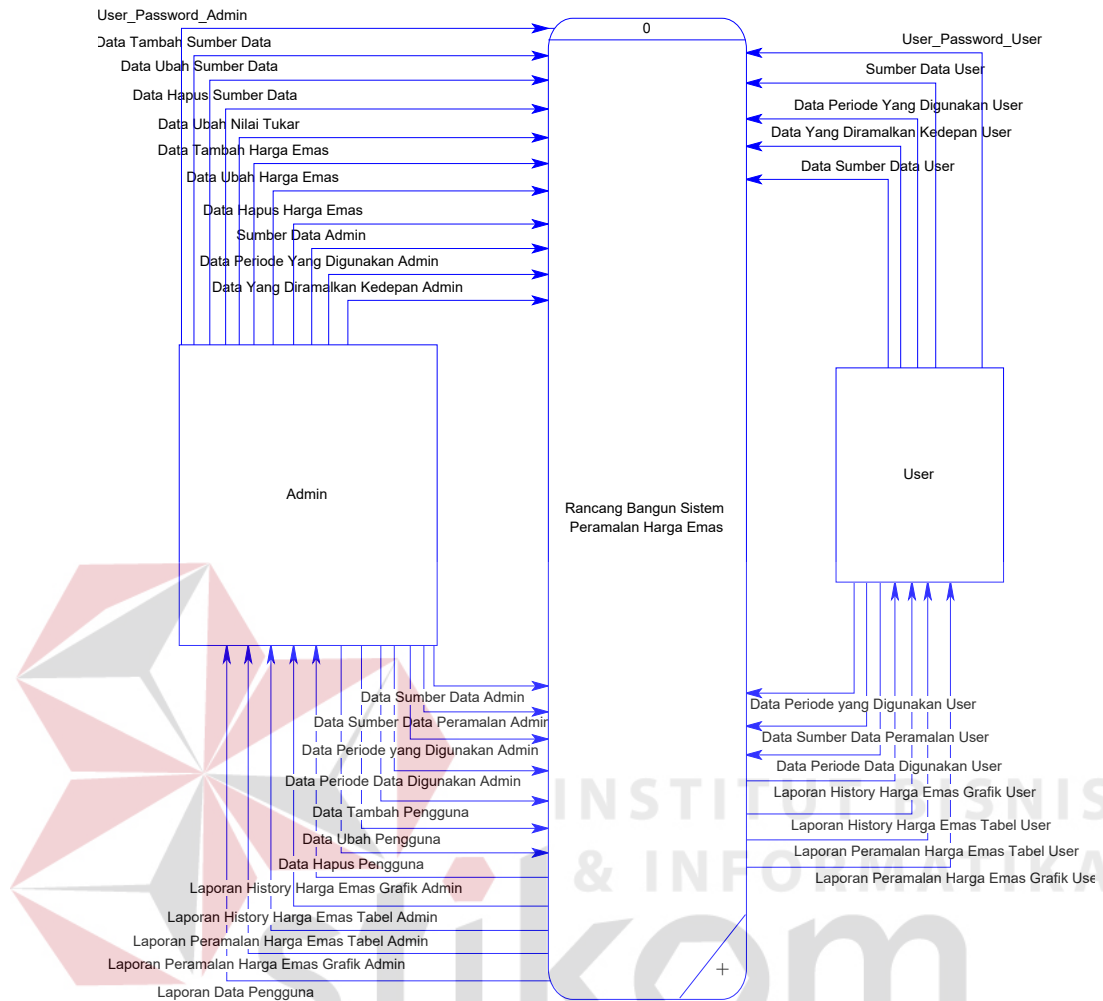 User_Password_Admin
0
Data Tambah Sumber Data
Data Ubah Sumber Data
Data Hapus Sumber Data
Data Ubah Nilai Tukar
Data Tambah Harga Emas
Data Ubah Harga Emas
Data Hapus Harga Emas
Sumber Data Admin
Data Periode Yang Digunakan Admin
Data Yang Diramalkan Kedepan Admin
User_Password_User
Sumber Data User
Data Periode Yang Digunakan User
Data Yang Diramalkan Kedepan User
Data Sumber Data User
Admin
Rancang Bangun Sistem
Peramalan Harga Emas
User
Data Sumber Data Admin
Data Sumber Data Peramalan Admin
Data Periode yang Digunakan Admin
Data Periode Data Digunakan Admin
Data Tambah Pengguna
Data Ubah Pengguna
Data Hapus Pengguna
Laporan History Harga Emas Grafik Admin
Laporan History Harga Emas Tabel Admin
Laporan Peramalan Harga Emas Tabel Admin
Laporan Peramalan Harga Emas Grafik Admin
Laporan Data Pengguna
Data Periode yang Digunakan User
Data Sumber Data Peramalan User
Data Periode Data Digunakan User
Laporan History Harga Emas Grafik User
Laporan History Harga Emas Tabel User
Laporan Peramalan Harga Emas Tabel User
Laporan Peramalan Harga Emas Grafik Use
INSTITUT BISNIS
& INFORMATIKA
stikom